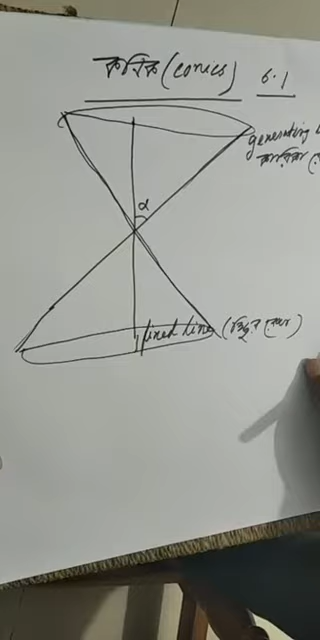 কনিক (conics) 6.1
generating
α
fixed line (স্থির রেখা)